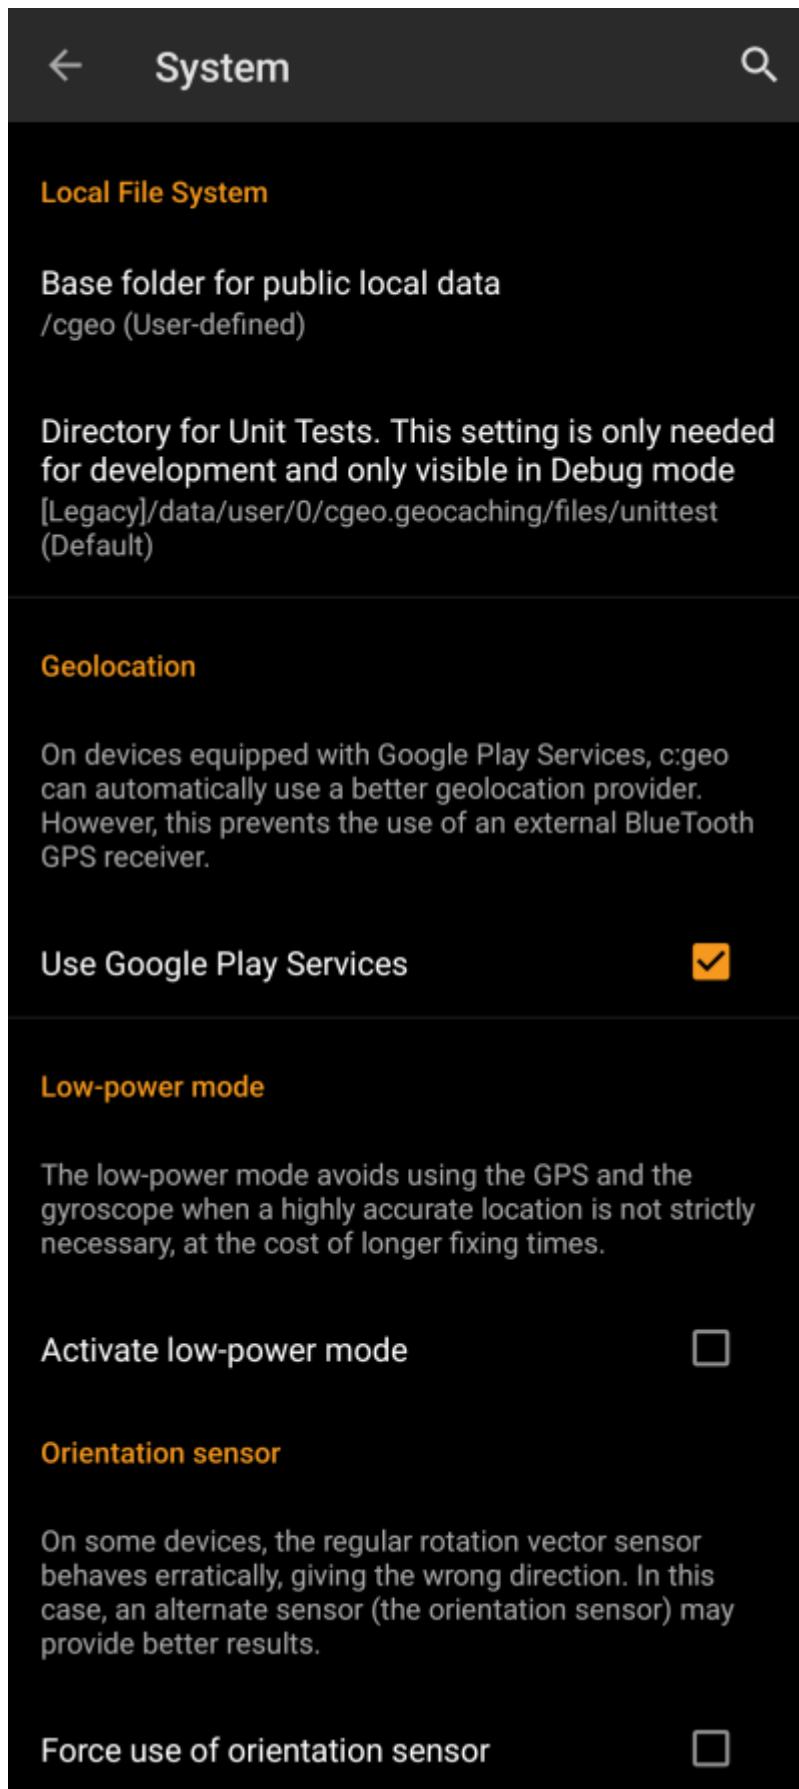 System
Local File System
Base folder for public local data
/cgeo (User-defined)
Directory for Unit Tests. This setting is only needed
for development and only visible in Debug mode
[Legacy]/data/user/0/cgeo.geocaching/files/unittest
(Default)
Geolocation
On devices equipped with Google Play Services, c:geo
can automatically use a better geolocation provider.
However, this prevents the use of an external BlueTooth
GPS receiver.
Use Google Play Services
Low-power mode
The low-power mode avoids using the GPS and the
gyroscope when a highly accurate location is not strictly
necessary, at the cost of longer fixing times.
Activate low-power mode
Orientation sensor
On some devices, the regular rotation vector sensor
behaves erratically, giving the wrong direction. In this
case, an alternate sensor (the orientation sensor) may
provide better results.
Force use of orientation sensor